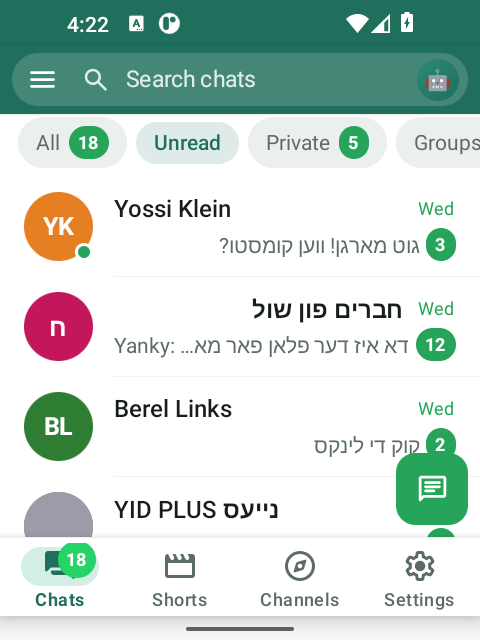 4:22
Search chats
All 18
Unread
Private 5
Groups
YK
Yossi Klein
Wed
גוט מארגן! ווען קומסטו?
3
ח
חברים פון שול
Wed
Yanky: דא איז דער פלאן פאר מא...
12
BL
Berel Links
Wed
קוק די לינקס
2
YID PLUS נייעס
18
Chats
Shorts
Channels
Settings